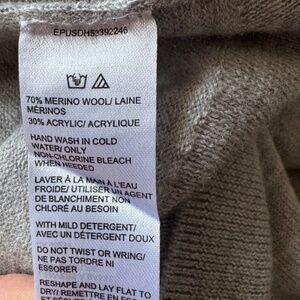 EPUSDH53392246
70% MERINO WOOL/ LAINE
MÉRINOS
30% ACRYLIC/ ACRYLIQUE
HAND WASH IN COLD
WATER/ ONLY
NON-CHLORINE BLEACH
WHEN NEEDED
LAVER À LA MAIN À L'EAU
FROIDE/ UTILISER UN AGENT
DE BLANCHIMENT NON
CHLORÉ AU BESOIN
WITH MILD DETERGENT/
AVEC UN DÉTERGENT DOUX
DO NOT TWIST OR WRING/
NE PAS TORDRE NI
ESSORER
RESHAPE AND LAY FLAT TO
DRY/ REMETTRE EN FORME